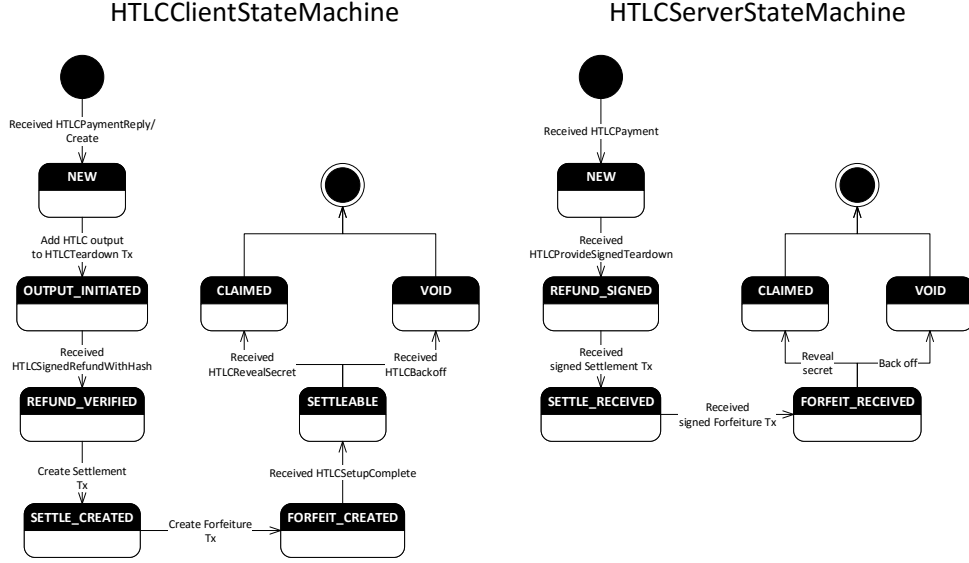 HTLCClientStateMachine
Received HTLCPaymentReply/
Create
NEW
Add HTLC output
to HTLCTeardown Tx
OUTPUT_INITIATED
Received
HTLCSignedRefundWithHash
REFUND_VERIFIED
Create Settlement
Tx
SETTLE_CREATED
Create Forfeiture
Tx
FORFEIT_CREATED
Received HTLCSetupComplete
SETTLEABLE
Received
HTLCRevealSecret
Received
HTLCBackoff
CLAIMED
VOID
HTLCServerStateMachine
Received HTLCPayment
NEW
Received
HTLCProvideSignedTeardown
REFUND_SIGNED
Received
signed Settlement Tx
SETTLE_RECEIVED
Received
signed Forfeiture Tx
FORFEIT_RECEIVED
Reveal
secret
Back off
CLAIMED
VOID